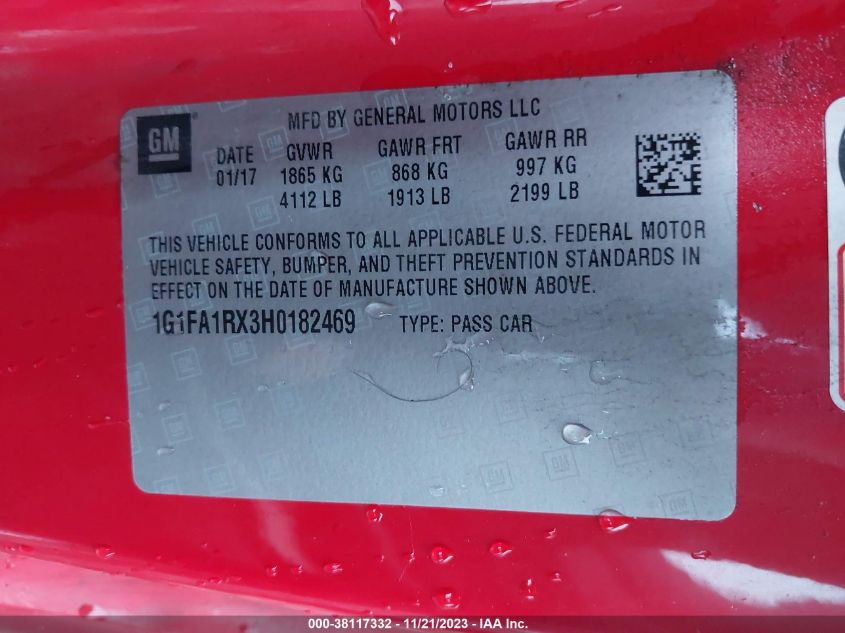 GM
MFD BY GENERAL MOTORS LLC
DATE GVWR GAWR FRT GAWR RR
01/17 1865 KG 868 KG 997 KG
4112 LB 1913 LB 2199 LB
THIS VEHICLE CONFORMS TO ALL APPLICABLE U.S. FEDERAL MOTOR
VEHICLE SAFETY, BUMPER, AND THEFT PREVENTION STANDARDS IN
EFFECT ON THE DATE OF MANUFACTURE SHOWN ABOVE.
1G1FA1RX3H0182469 TYPE: PASS CAR
000-38117332 - 11/21/2023 - IAA, Inc.